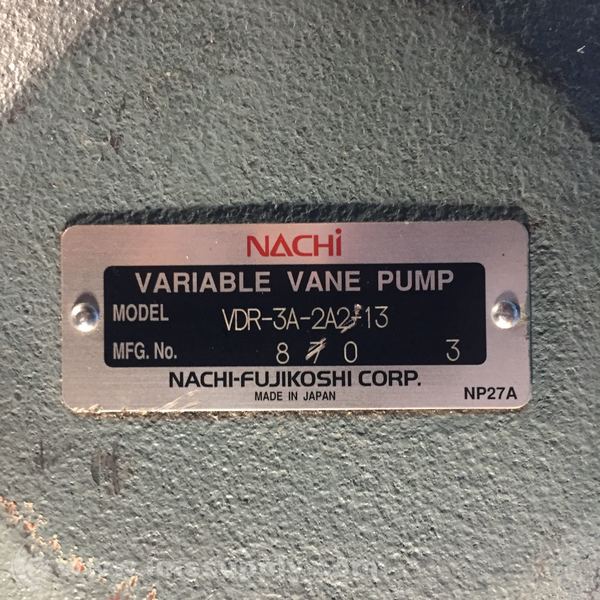 NACHi
VARIABLE VANE PUMP
MODEL VDR-3A-2A2-13
MFG. No. 8 7 0 3
NACHI-FUJIKOSHI CORP.
MADE IN JAPAN
NP27A